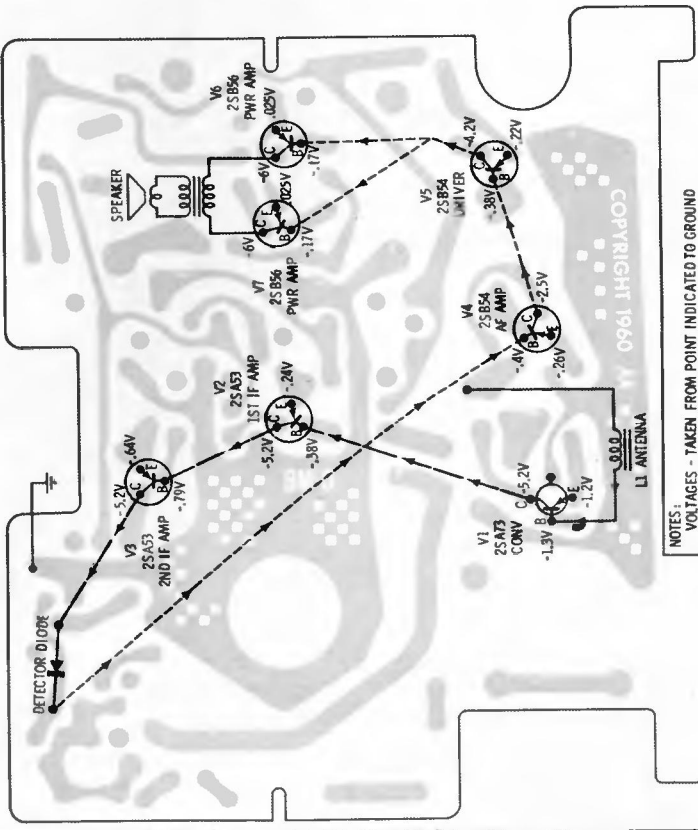 SPEAKER
V6
2SB56
PWR AMP
.025V
-6V
C
E
B
-.17V
V7
2SB56
PWR AMP
.025V
-6V
C
E
B
-.17V
V5
2SB54
DRIVER
-4.2V
C
B
E
-.38V
-.22V
V4
2SB54
AF AMP
-2.5V
C
B
E
-.4V
-.26V
V2
2SA53
1ST IF AMP
-.24V
C
E
B
-5.2V
-.38V
V3
2SA53
2ND IF AMP
-.64V
C
E
B
-5.2V
-.79V
DETECTOR DIODE
V1
2SA73
CONV
C
-5.2V
B
-1.3V
E
-1.2V
L1 ANTENNA
COPYRIGHT 1960
NOTES:
VOLTAGES - TAKEN FROM POINT INDICATED TO GROUND